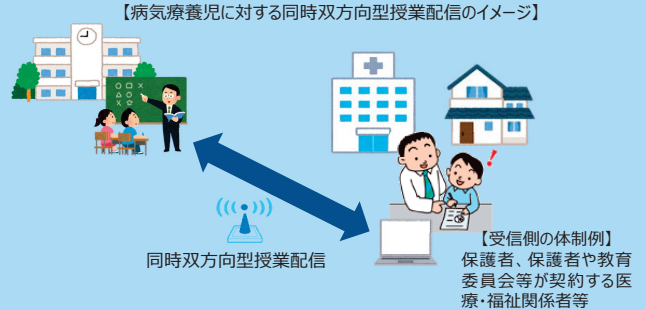 【病気療養児に対する同時双方向型授業配信のイメージ】
同時双方向型授業配信
【受信側の体制例】
保護者、保護者や教育
委員会等が契約する医
療・福祉関係者等